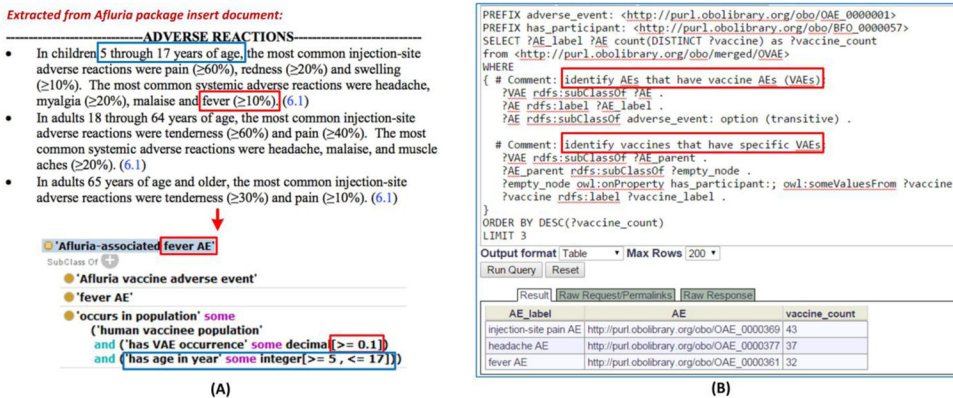 Extracted from Afluria package insert document:
-------------------------ADVERSE REACTIONS-------------------------
• In children 5 through 17 years of age, the most common injection-site
adverse reactions were pain (≥60%), redness (≥20%) and swelling
(≥10%). The most common systemic adverse reactions were headache,
myalgia (≥20%), malaise and fever (≥10%). (6.1)
• In adults 18 through 64 years of age, the most common injection-site
adverse reactions were tenderness (≥60%) and pain (≥40%). The most
common systemic adverse reactions were headache, malaise, and muscle
aches (≥20%). (6.1)
• In adults 65 years of age and older, the most common injection-site
adverse reactions were tenderness (≥30%) and pain (≥10%). (6.1)
'Afluria-associated fever AE'
SubClass Of
'Afluria vaccine adverse event'
'fever AE'
'occurs in population' some
('human vaccinee population'
and ('has VAE occurrence' some decimal[>= 0.1])
and ('has age in year' some integer[>= 5 , <= 17]))
(A)
PREFIX adverse_event: <http://purl.obolibrary.org/obo/OAE_0000001>
PREFIX has_participant: <http://purl.obolibrary.org/obo/BFO_0000057>
SELECT ?AE_label ?AE count(DISTINCT ?vaccine) as ?vaccine_count
from <http://purl.obolibrary.org/obo/merged/OVAE>
WHERE
{ # Comment: identify AEs that have vaccine AEs (VAEs)
?VAE rdfs:subClassOf ?AE .
?AE rdfs:label ?AE_label .
?AE rdfs:subClassOf adverse_event: option (transitive) .
# Comment: identify vaccines that have specific VAEs
?VAE rdfs:subClassOf ?AE_parent .
?AE_parent rdfs:subClassOf ?empty_node .
?empty_node owl:onProperty has_participant:; owl:someValuesFrom ?vaccine
?vaccine rdfs:label ?vaccine_label .
}
ORDER BY DESC(?vaccine_count)
LIMIT 3
Output format Table Max Rows 200
Run Query Reset
Result Raw Request/Permalinks Raw Response
AE_label AE vaccine_count
injection-site pain AE http://purl.obolibrary.org/obo/OAE_0000369 43
headache AE http://purl.obolibrary.org/obo/OAE_0000377 37
fever AE http://purl.obolibrary.org/obo/OAE_0000361 32
(B)